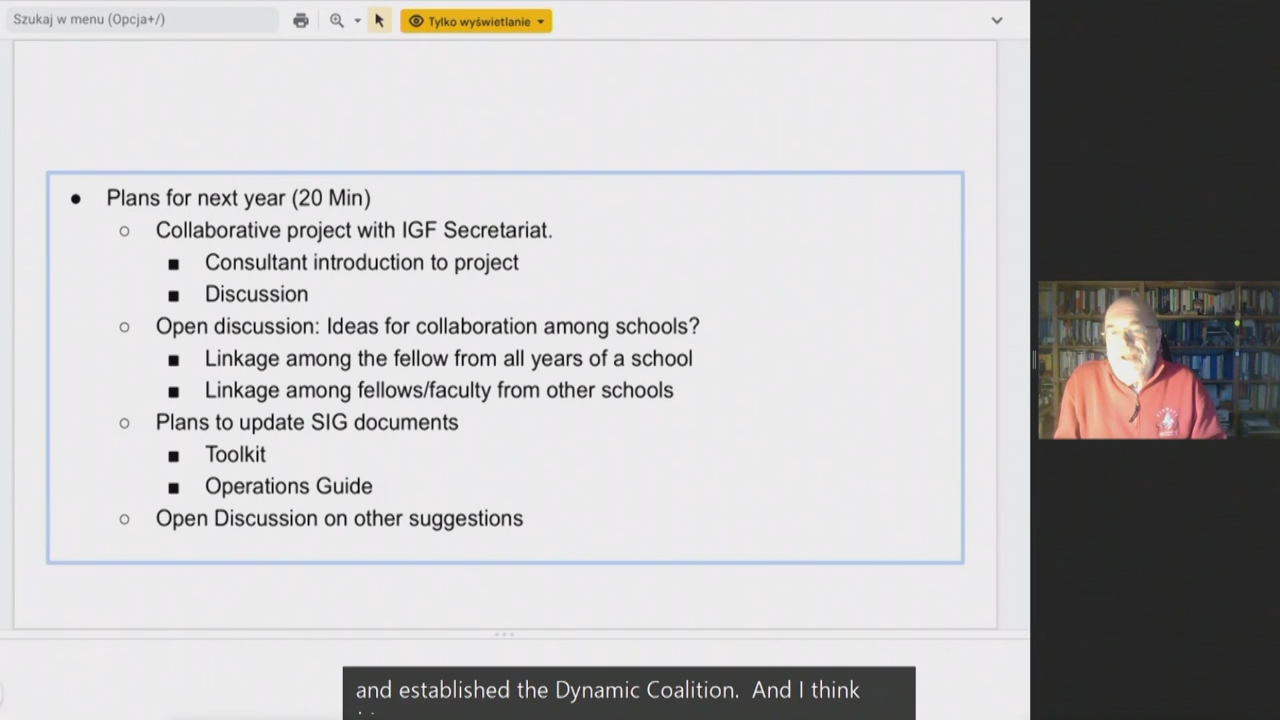 Szukaj w menu (Opcja+/)
Tylko wyświetlanie
Plans for next year (20 Min)
Collaborative project with IGF Secretariat.
Consultant introduction to project
Discussion
Open discussion: Ideas for collaboration among schools?
Linkage among the fellow from all years of a school
Linkage among fellows/faculty from other schools
Plans to update SIG documents
Toolkit
Operations Guide
Open Discussion on other suggestions
and established the Dynamic Coalition. And I think